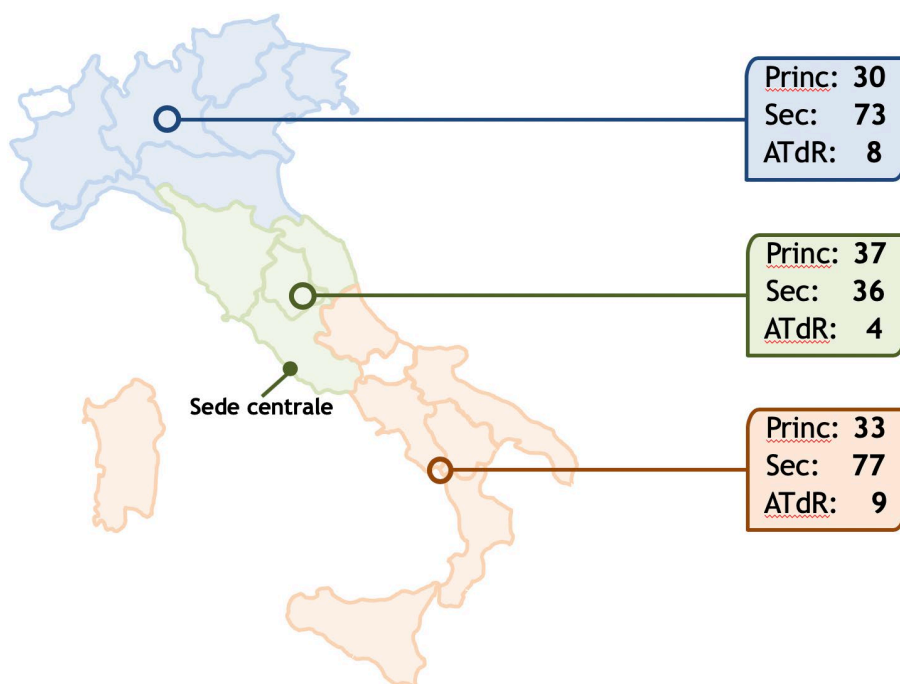 Princ: 30
Sec: 73
ATdR: 8
Princ: 37
Sec: 36
ATdR: 4
Sede centrale
Princ: 33
Sec: 77
ATdR: 9